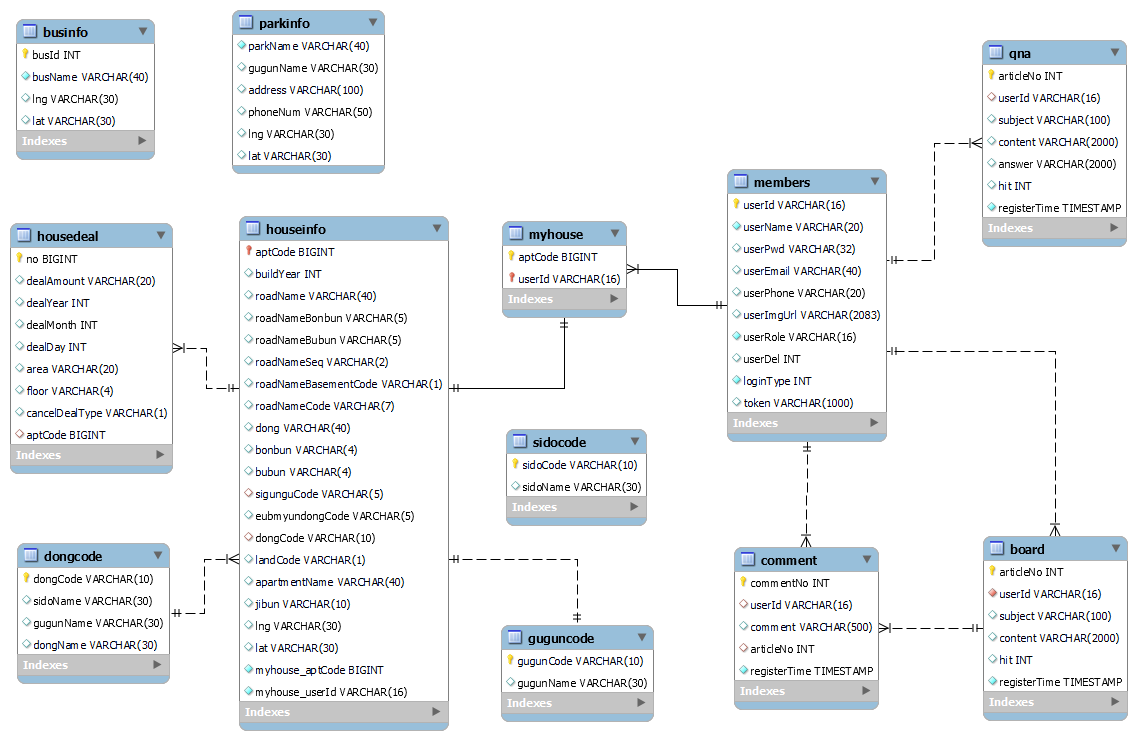 businfo
busId INT
busName VARCHAR(40)
lng VARCHAR(30)
lat VARCHAR(30)
Indexes
parkinfo
parkName VARCHAR(40)
gugunName VARCHAR(30)
address VARCHAR(100)
phoneNum VARCHAR(50)
lng VARCHAR(30)
lat VARCHAR(30)
qna
articleNo INT
userId VARCHAR(16)
subject VARCHAR(100)
content VARCHAR(2000)
answer VARCHAR(2000)
hit INT
registerTime TIMESTAMP
Indexes
members
userId VARCHAR(16)
userName VARCHAR(20)
userPwd VARCHAR(32)
userEmail VARCHAR(40)
userPhone VARCHAR(20)
userImgUrl VARCHAR(2083)
userRole VARCHAR(16)
userDel INT
loginType INT
token VARCHAR(1000)
Indexes
housedeal
no BIGINT
dealAmount VARCHAR(20)
dealYear INT
dealMonth INT
dealDay INT
area VARCHAR(20)
floor VARCHAR(4)
cancelDealType VARCHAR(1)
aptCode BIGINT
Indexes
houseinfo
aptCode BIGINT
buildYear INT
roadName VARCHAR(40)
roadNameBonbun VARCHAR(5)
roadNameBubun VARCHAR(5)
roadNameSeq VARCHAR(2)
roadNameBasementCode VARCHAR(1)
roadNameCode VARCHAR(7)
dong VARCHAR(40)
bonbun VARCHAR(4)
bubun VARCHAR(4)
sigunguCode VARCHAR(5)
eubmyundongCode VARCHAR(5)
dongCode VARCHAR(10)
landCode VARCHAR(1)
apartmentName VARCHAR(40)
jibun VARCHAR(10)
lng VARCHAR(30)
lat VARCHAR(30)
myhouse_aptCode BIGINT
myhouse_userId VARCHAR(16)
Indexes
myhouse
aptCode BIGINT
userId VARCHAR(16)
Indexes
sidocode
sidoCode VARCHAR(10)
sidoName VARCHAR(30)
Indexes
dongcode
dongCode VARCHAR(10)
sidoName VARCHAR(30)
gugunName VARCHAR(30)
dongName VARCHAR(30)
Indexes
guguncode
gugunCode VARCHAR(10)
gugunName VARCHAR(30)
Indexes
comment
commentNo INT
userId VARCHAR(16)
comment VARCHAR(500)
articleNo INT
registerTime TIMESTAMP
Indexes
board
articleNo INT
userId VARCHAR(16)
subject VARCHAR(100)
content VARCHAR(2000)
hit INT
registerTime TIMESTAMP
Indexes